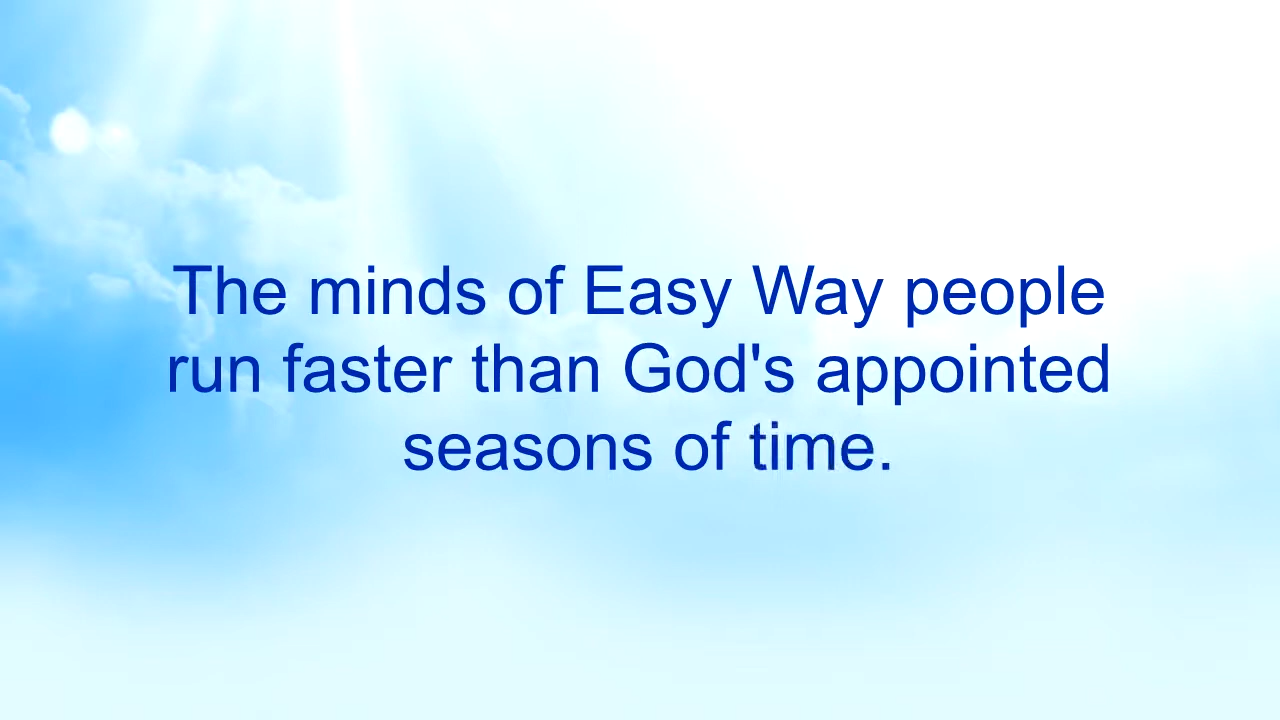 The minds of Easy Way people
run faster than God's appointed
seasons of time.